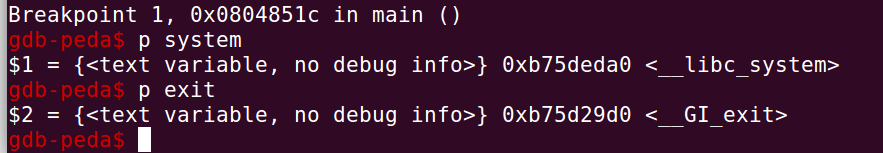 Breakpoint 1, 0x0804851c in main ()
gdb-peda$ p system
$1 = {<text variable, no debug info>} 0xb75deda0 <__libc_system>
gdb-peda$ p exit
$2 = {<text variable, no debug info>} 0xb75d29d0 <__GI_exit>
gdb-peda$